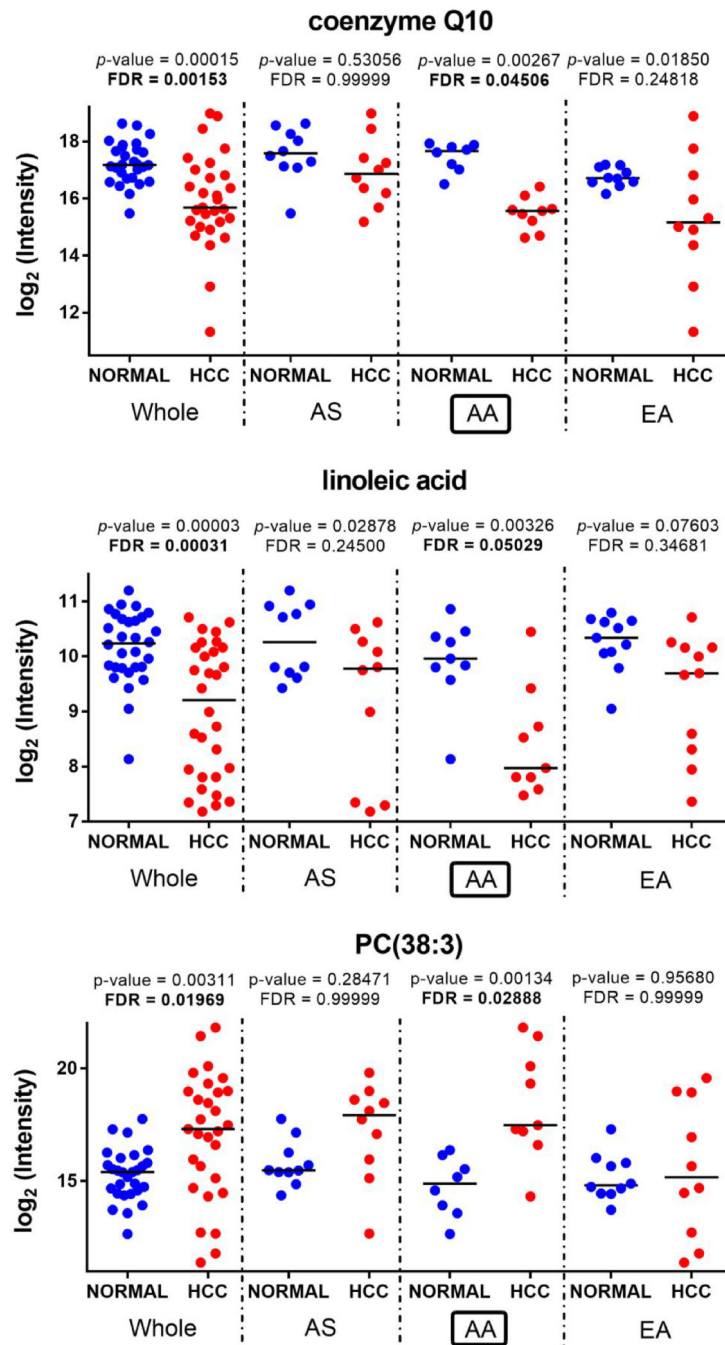 coenzyme Q10
p-value = 0.00015 p-value = 0.53056 p-value = 0.00267 p-value = 0.01850
FDR = 0.00153 FDR = 0.99999 FDR = 0.04506 FDR = 0.24818
log₂ (Intensity)
18
16
14
12
NORMAL HCC NORMAL HCC NORMAL HCC NORMAL HCC
Whole AS AA EA
linoleic acid
p-value = 0.00003 p-value = 0.02878 p-value = 0.00326 p-value = 0.07603
FDR = 0.00031 FDR = 0.24500 FDR = 0.05029 FDR = 0.34681
log₂ (Intensity)
11
10
9
8
7
NORMAL HCC NORMAL HCC NORMAL HCC NORMAL HCC
Whole AS AA EA
PC(38:3)
p-value = 0.00311 p-value = 0.28471 p-value = 0.00134 p-value = 0.95680
FDR = 0.01969 FDR = 0.99999 FDR = 0.02888 FDR = 0.99999
log₂ (Intensity)
20
15
NORMAL HCC NORMAL HCC NORMAL HCC NORMAL HCC
Whole AS AA EA